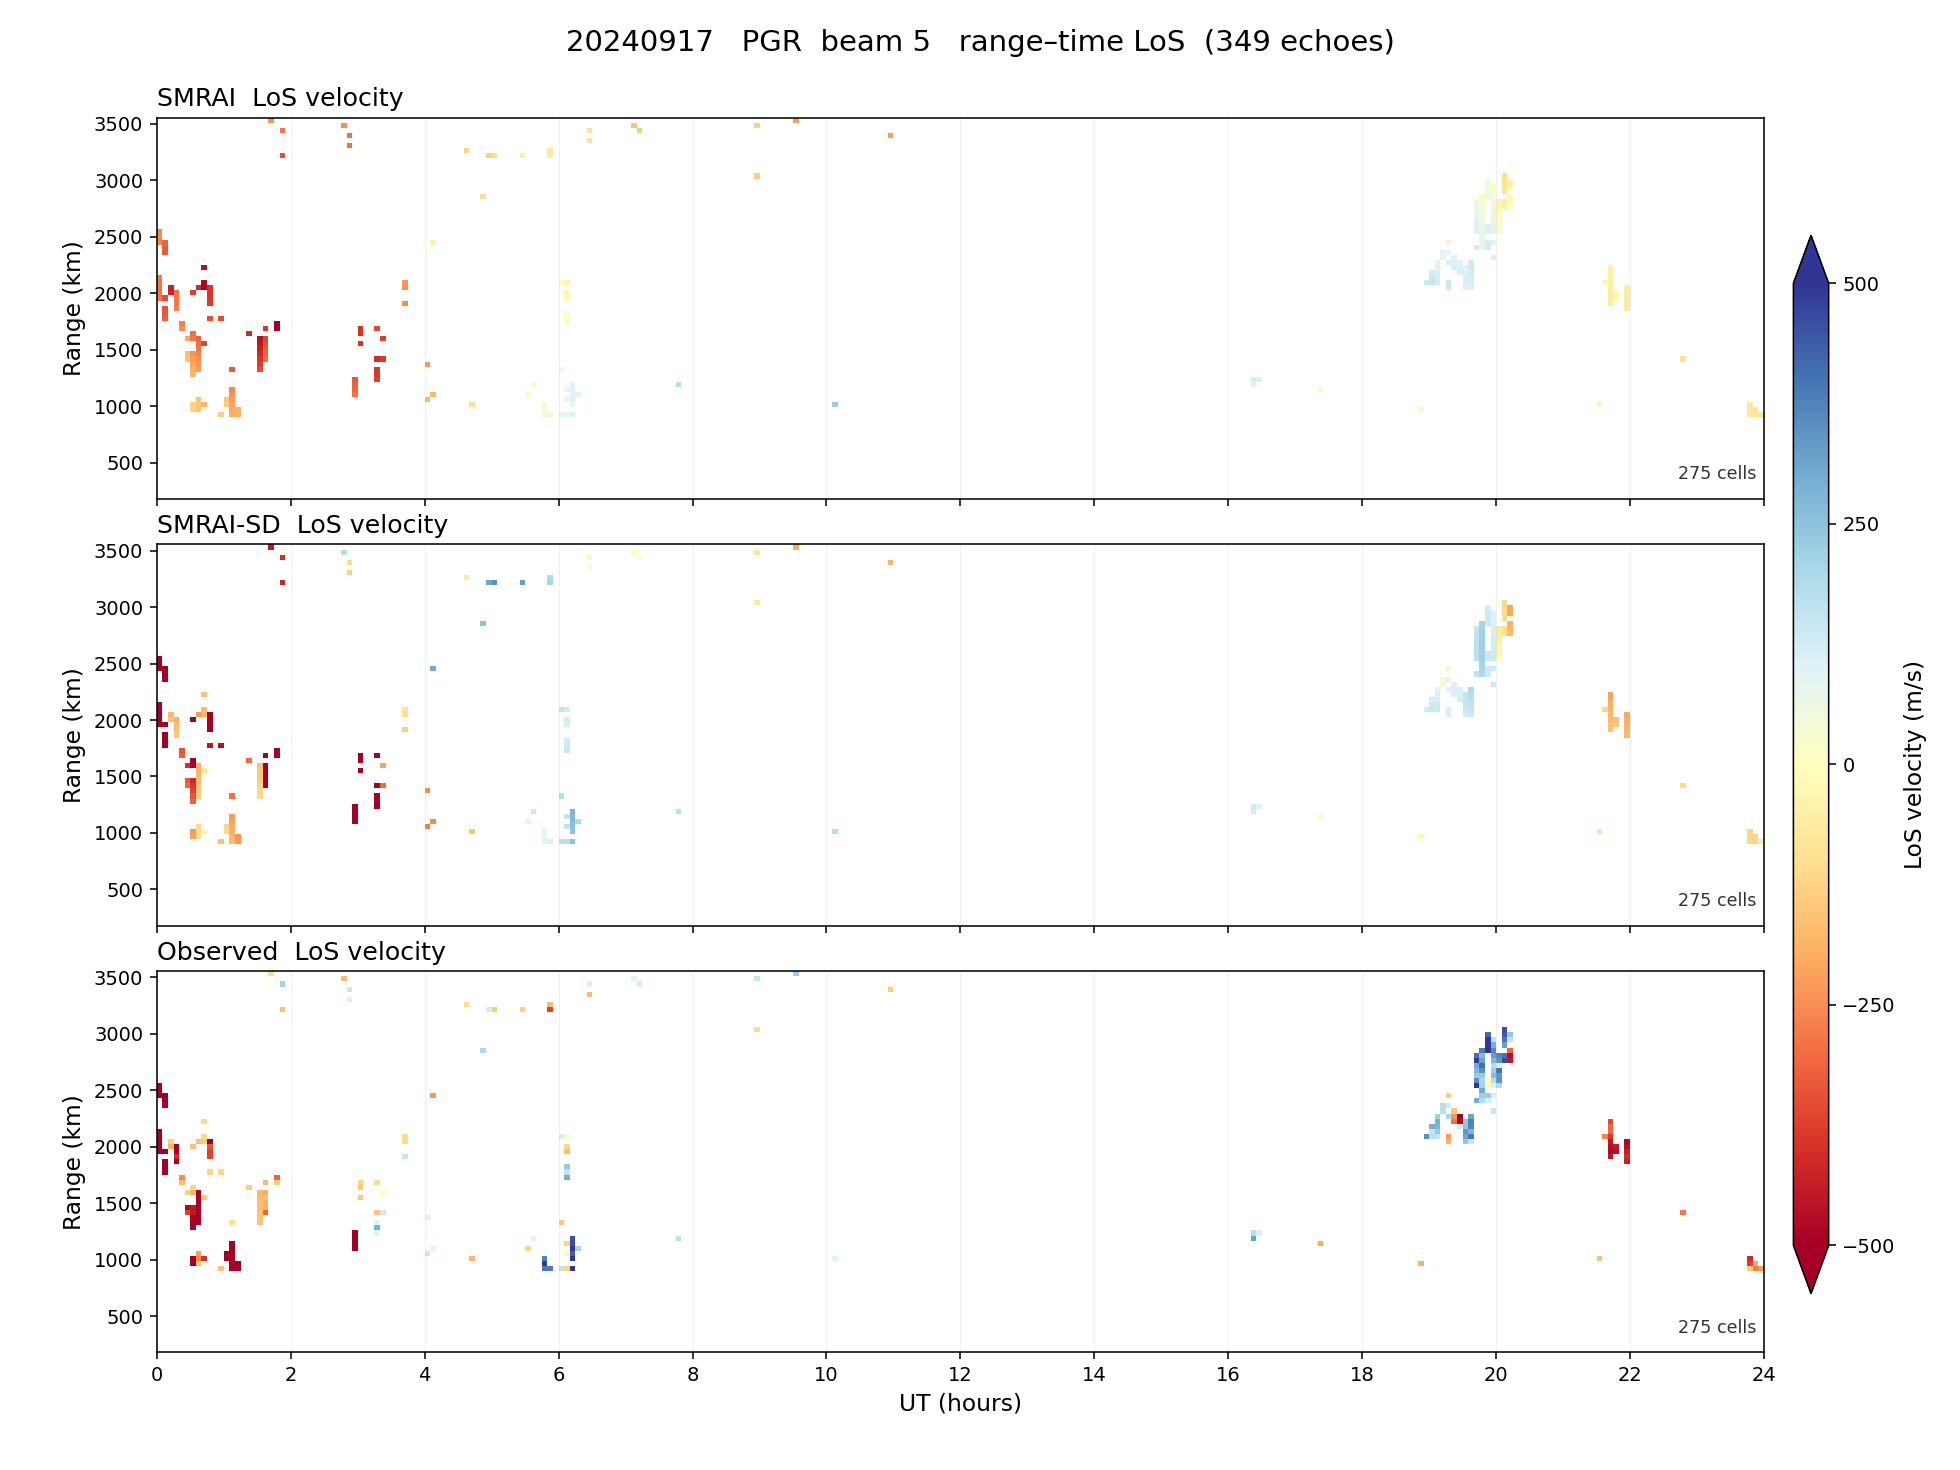 20240917   PGR  beam 5   range–time LoS  (349 echoes)
SMRAI  LoS velocity
3500
3000
2500
2000
1500
1000
500
Range (km)
275 cells
SMRAI-SD  LoS velocity
3500
3000
2500
2000
1500
1000
500
Range (km)
275 cells
Observed  LoS velocity
3500
3000
2500
2000
1500
1000
500
Range (km)
275 cells
0 2 4 6 8 10 12 14 16 18 20 22 24
UT (hours)
500
250
0
−250
−500
LoS velocity (m/s)